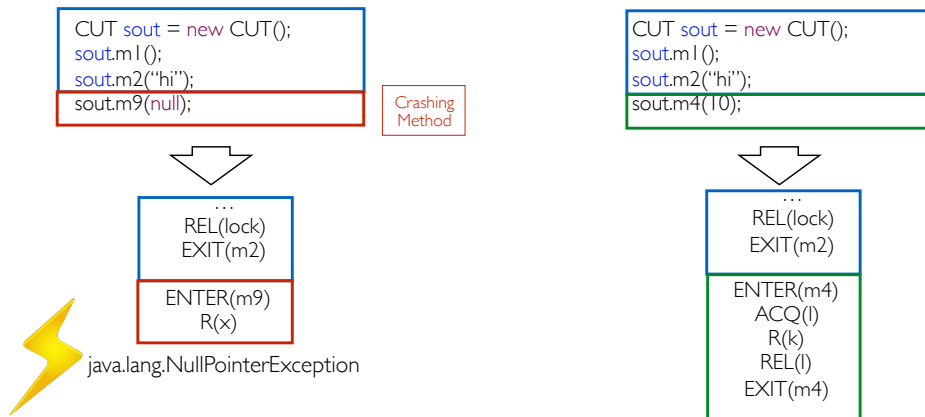 CUT sout = new CUT();
sout.m1();
sout.m2(“hi”);
sout.m9(null);
Crashing
Method
…
REL(lock)
EXIT(m2)
ENTER(m9)
R(x)
java.lang.NullPointerException
CUT sout = new CUT();
sout.m1();
sout.m2(“hi”);
sout.m4(10);
…
REL(lock)
EXIT(m2)
ENTER(m4)
ACQ(l)
R(k)
REL(l)
EXIT(m4)